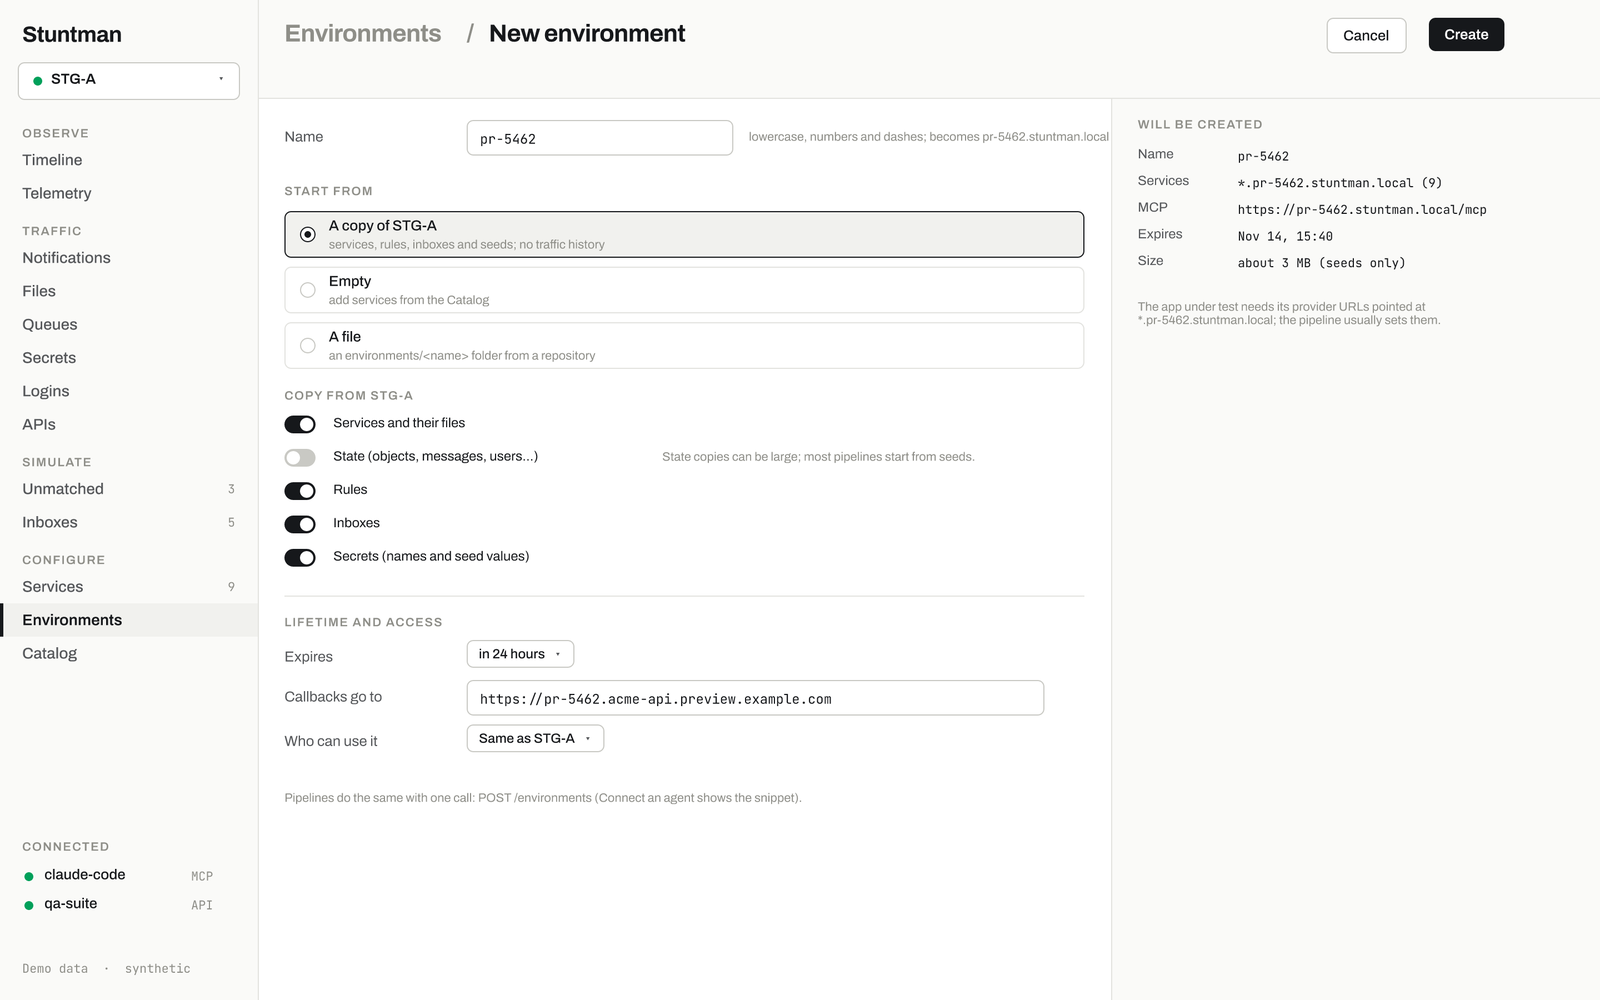 Stuntman
STG-A
OBSERVE
Timeline
Telemetry
TRAFFIC
Notifications
Files
Queues
Secrets
Logins
APIs
SIMULATE
Unmatched 3
Inboxes 5
CONFIGURE
Services 9
Environments
Catalog
CONNECTED
claude-code MCP
qa-suite API
Demo data · synthetic
Environments / New environment
Cancel
Create
Name pr-5462 lowercase, numbers and dashes; becomes pr-5462.stuntman.local
START FROM
A copy of STG-A
services, rules, inboxes and seeds; no traffic history
Empty
add services from the Catalog
A file
an environments/<name> folder from a repository
COPY FROM STG-A
Services and their files
State (objects, messages, users...) State copies can be large; most pipelines start from seeds.
Rules
Inboxes
Secrets (names and seed values)
LIFETIME AND ACCESS
Expires in 24 hours
Callbacks go to https://pr-5462.acme-api.preview.example.com
Who can use it Same as STG-A
Pipelines do the same with one call: POST /environments (Connect an agent shows the snippet).
WILL BE CREATED
Name pr-5462
Services *.pr-5462.stuntman.local (9)
MCP https://pr-5462.stuntman.local/mcp
Expires Nov 14, 15:40
Size about 3 MB (seeds only)
The app under test needs its provider URLs pointed at
*.pr-5462.stuntman.local; the pipeline usually sets them.